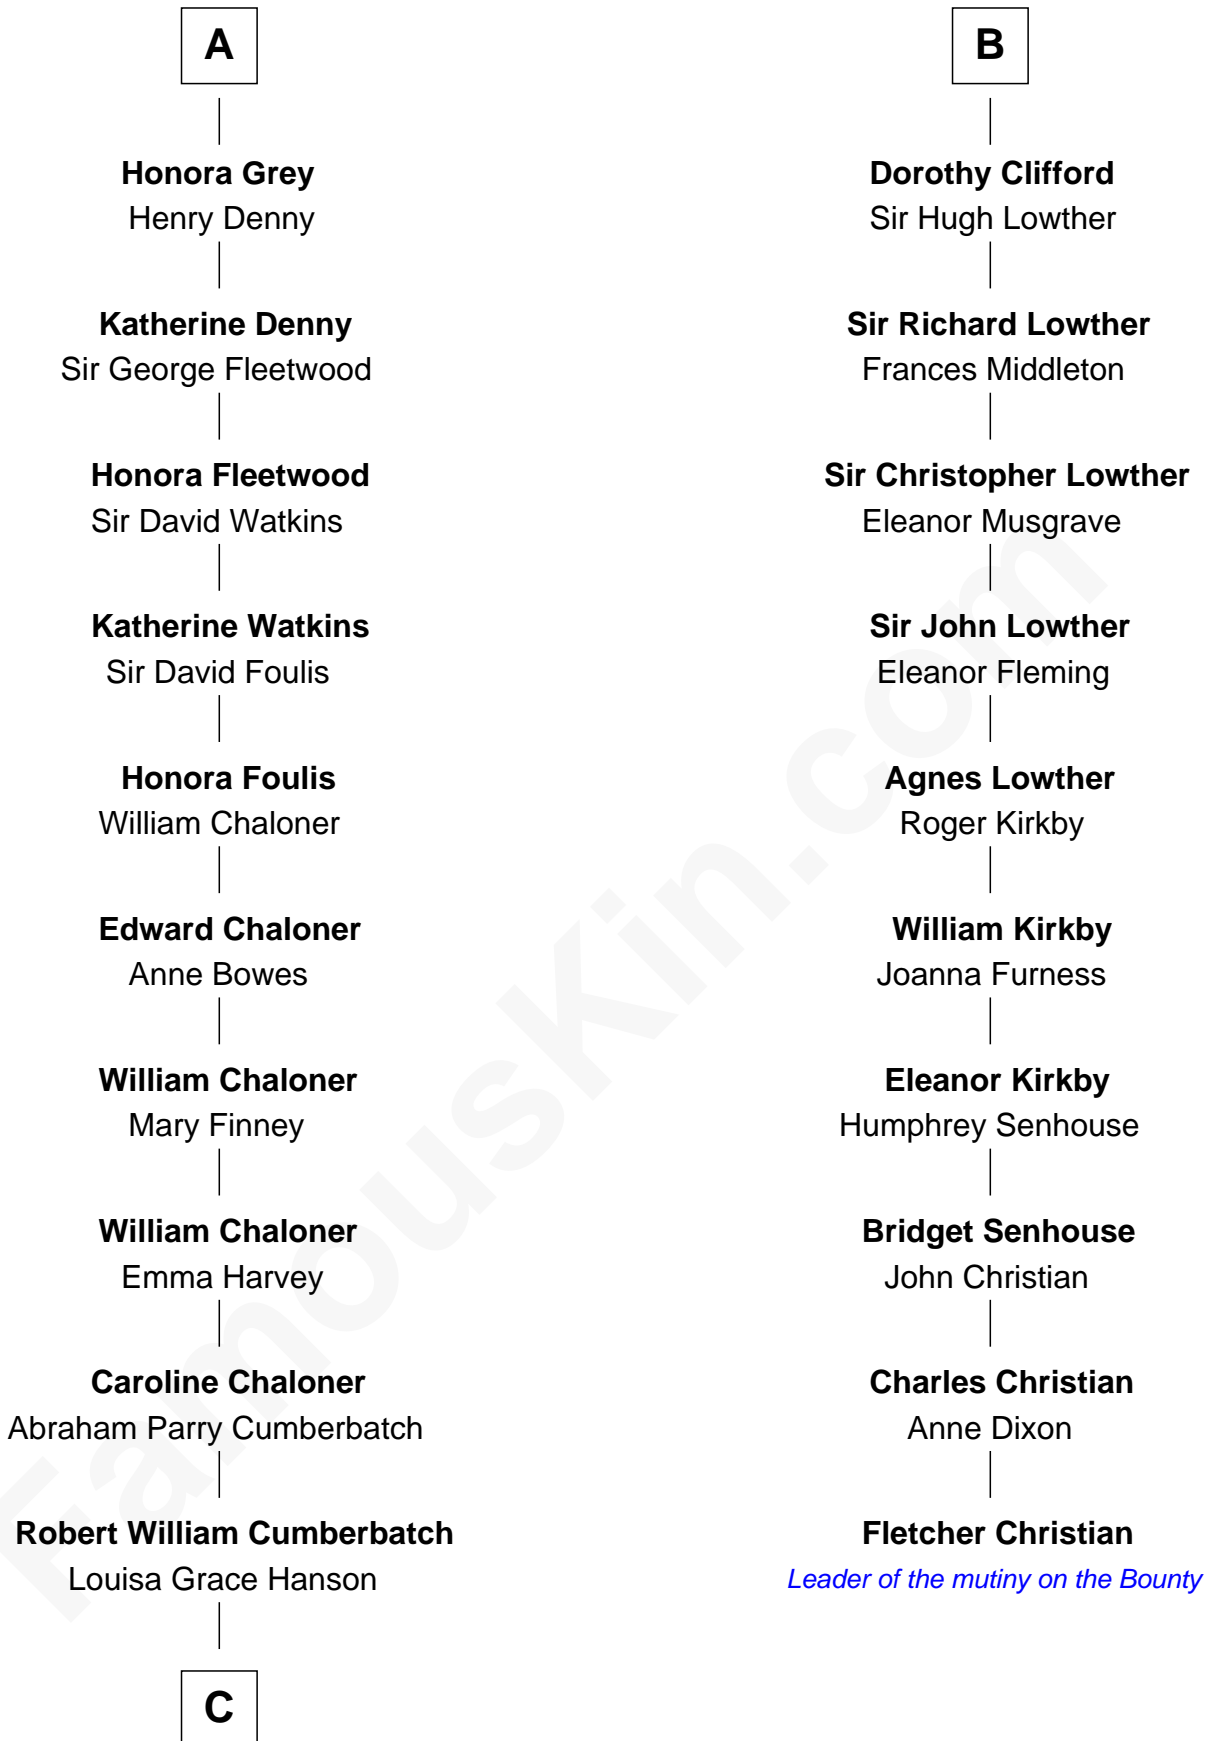 A
Honora Grey
Henry Denny
Katherine Denny
Sir George Fleetwood
Honora Fleetwood
Sir David Watkins
Katherine Watkins
Sir David Foulis
Honora Foulis
William Chaloner
Edward Chaloner
Anne Bowes
William Chaloner
Mary Finney
William Chaloner
Emma Harvey
Caroline Chaloner
Abraham Parry Cumberbatch
Robert William Cumberbatch
Louisa Grace Hanson
C
B
Dorothy Clifford
Sir Hugh Lowther
Sir Richard Lowther
Frances Middleton
Sir Christopher Lowther
Eleanor Musgrave
Sir John Lowther
Eleanor Fleming
Agnes Lowther
Roger Kirkby
William Kirkby
Joanna Furness
Eleanor Kirkby
Humphrey Senhouse
Bridget Senhouse
John Christian
Charles Christian
Anne Dixon
Fletcher Christian
Leader of the mutiny on the Bounty
FamousKin.com